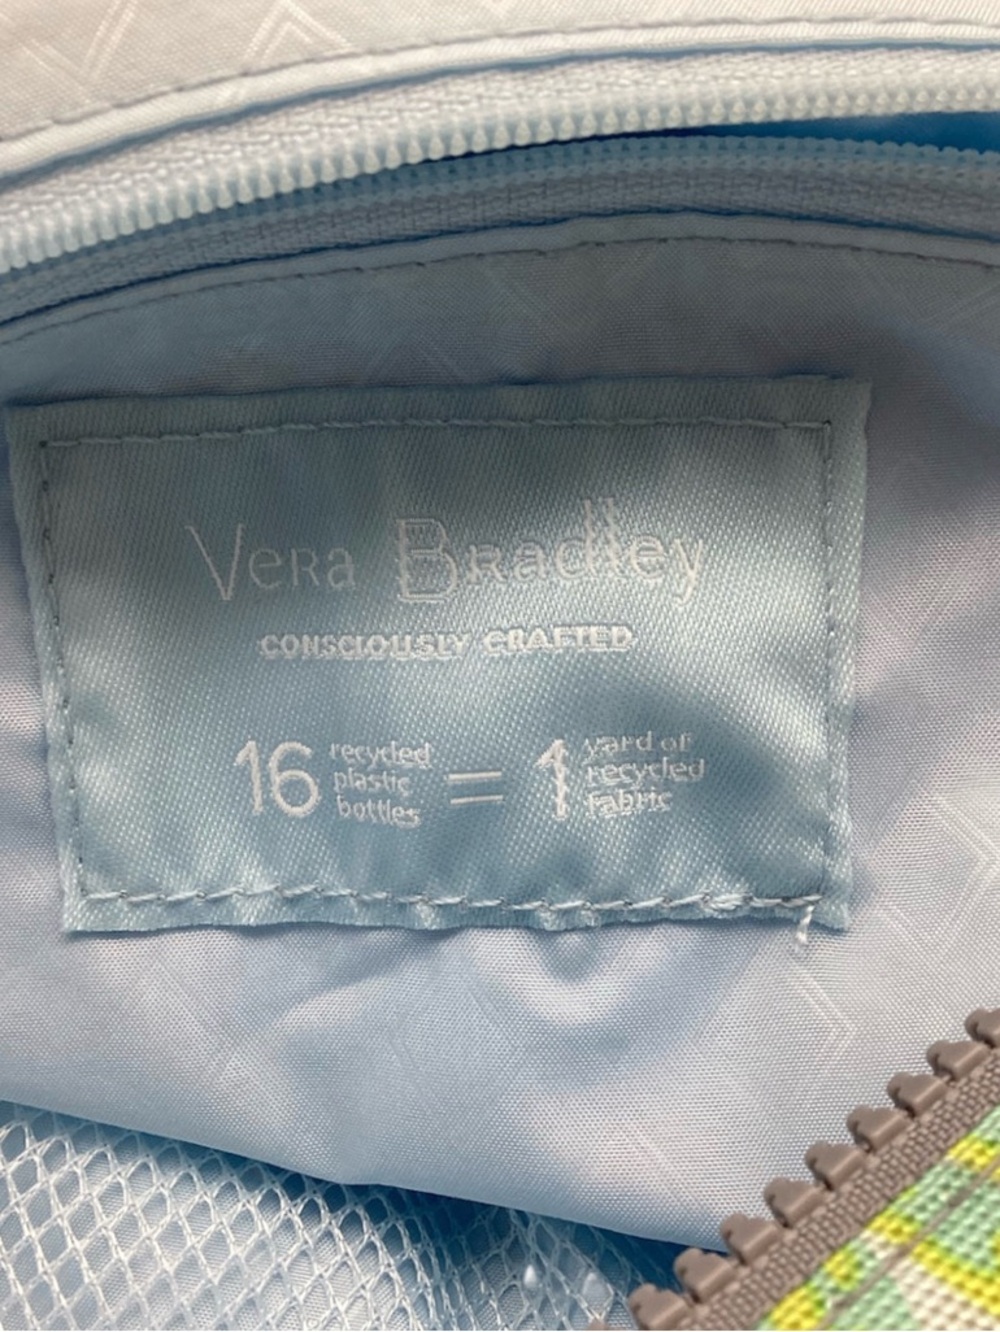 Vera Bradley
CONSCIOUSLY CRAFTED
16 recycled plastic bottles = 1 yard of recycled fabric